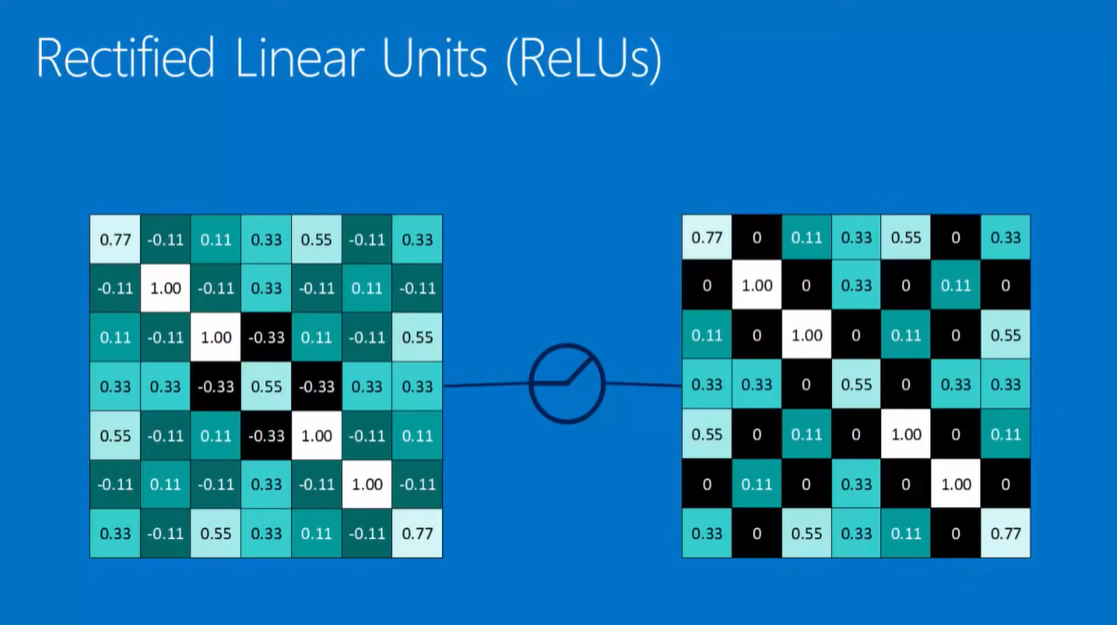 Rectified Linear Units (ReLUs)
0.77 -0.11 0.11 0.33 0.55 -0.11 0.33
-0.11 1.00 -0.11 0.33 -0.11 0.11 -0.11
0.11 -0.11 1.00 -0.33 0.11 -0.11 0.55
0.33 0.33 -0.33 0.55 -0.33 0.33 0.33
0.55 -0.11 0.11 -0.33 1.00 -0.11 0.11
-0.11 0.11 -0.11 0.33 -0.11 1.00 -0.11
0.33 -0.11 0.55 0.33 0.11 -0.11 0.77
0.77 0 0.11 0.33 0.55 0 0.33
0 1.00 0 0.33 0 0.11 0
0.11 0 1.00 0 0.11 0 0.55
0.33 0.33 0 0.55 0 0.33 0.33
0.55 0 0.11 0 1.00 0 0.11
0 0.11 0 0.33 0 1.00 0
0.33 0 0.55 0.33 0.11 0 0.77